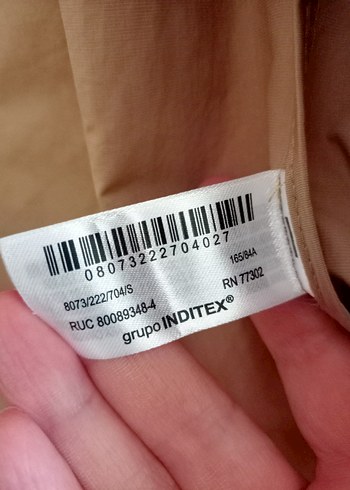 08073222704027
8073/222/704/S 165/84A
RUC 80089348-4 RN 77302
grupo INDITEX®